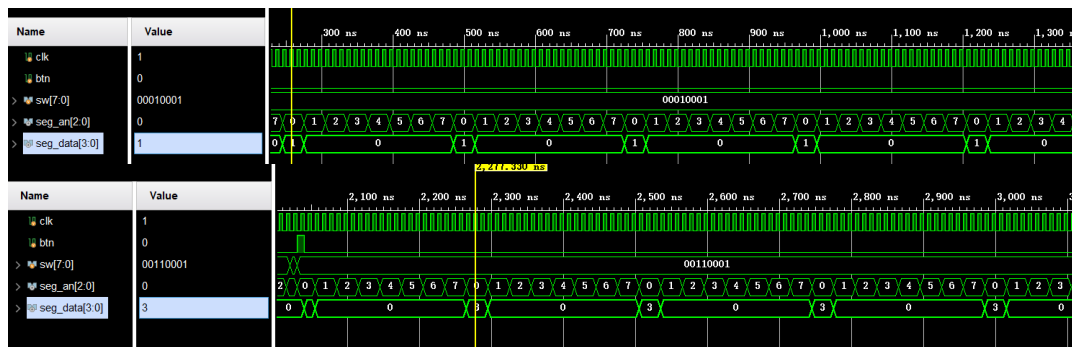 Name Value 300 ns 400 ns 500 ns 600 ns 700 ns 800 ns 900 ns 1,000 ns 1,100 ns 1,200 ns 1,300
clk 1
btn 0
sw[7:0] 00010001 00010001
seg_an[2:0] 0 7 0 1 2 3 4 5 6 7 0 1 2 3 4 5 6 7 0 1 2 3 4 5 6 7 0 1 2 3 4 5 6 7 0 1 2 3 4
seg_data[3:0] 1 0 1 0 1 0 1 0 1 0 1 0
2,277.330 ns
Name Value 2,100 ns 2,200 ns 2,300 ns 2,400 ns 2,500 ns 2,600 ns 2,700 ns 2,800 ns 2,900 ns 3,000 ns
clk 1
btn 0
sw[7:0] 00110001 00110001
seg_an[2:0] 0 2 0 1 2 3 4 5 6 7 0 1 2 3 4 5 6 7 0 1 2 3 4 5 6 7 0 1 2 3 4 5 6 7 0 1 2 3
seg_data[3:0] 3 0 0 3 0 3 0 3 0 3 0